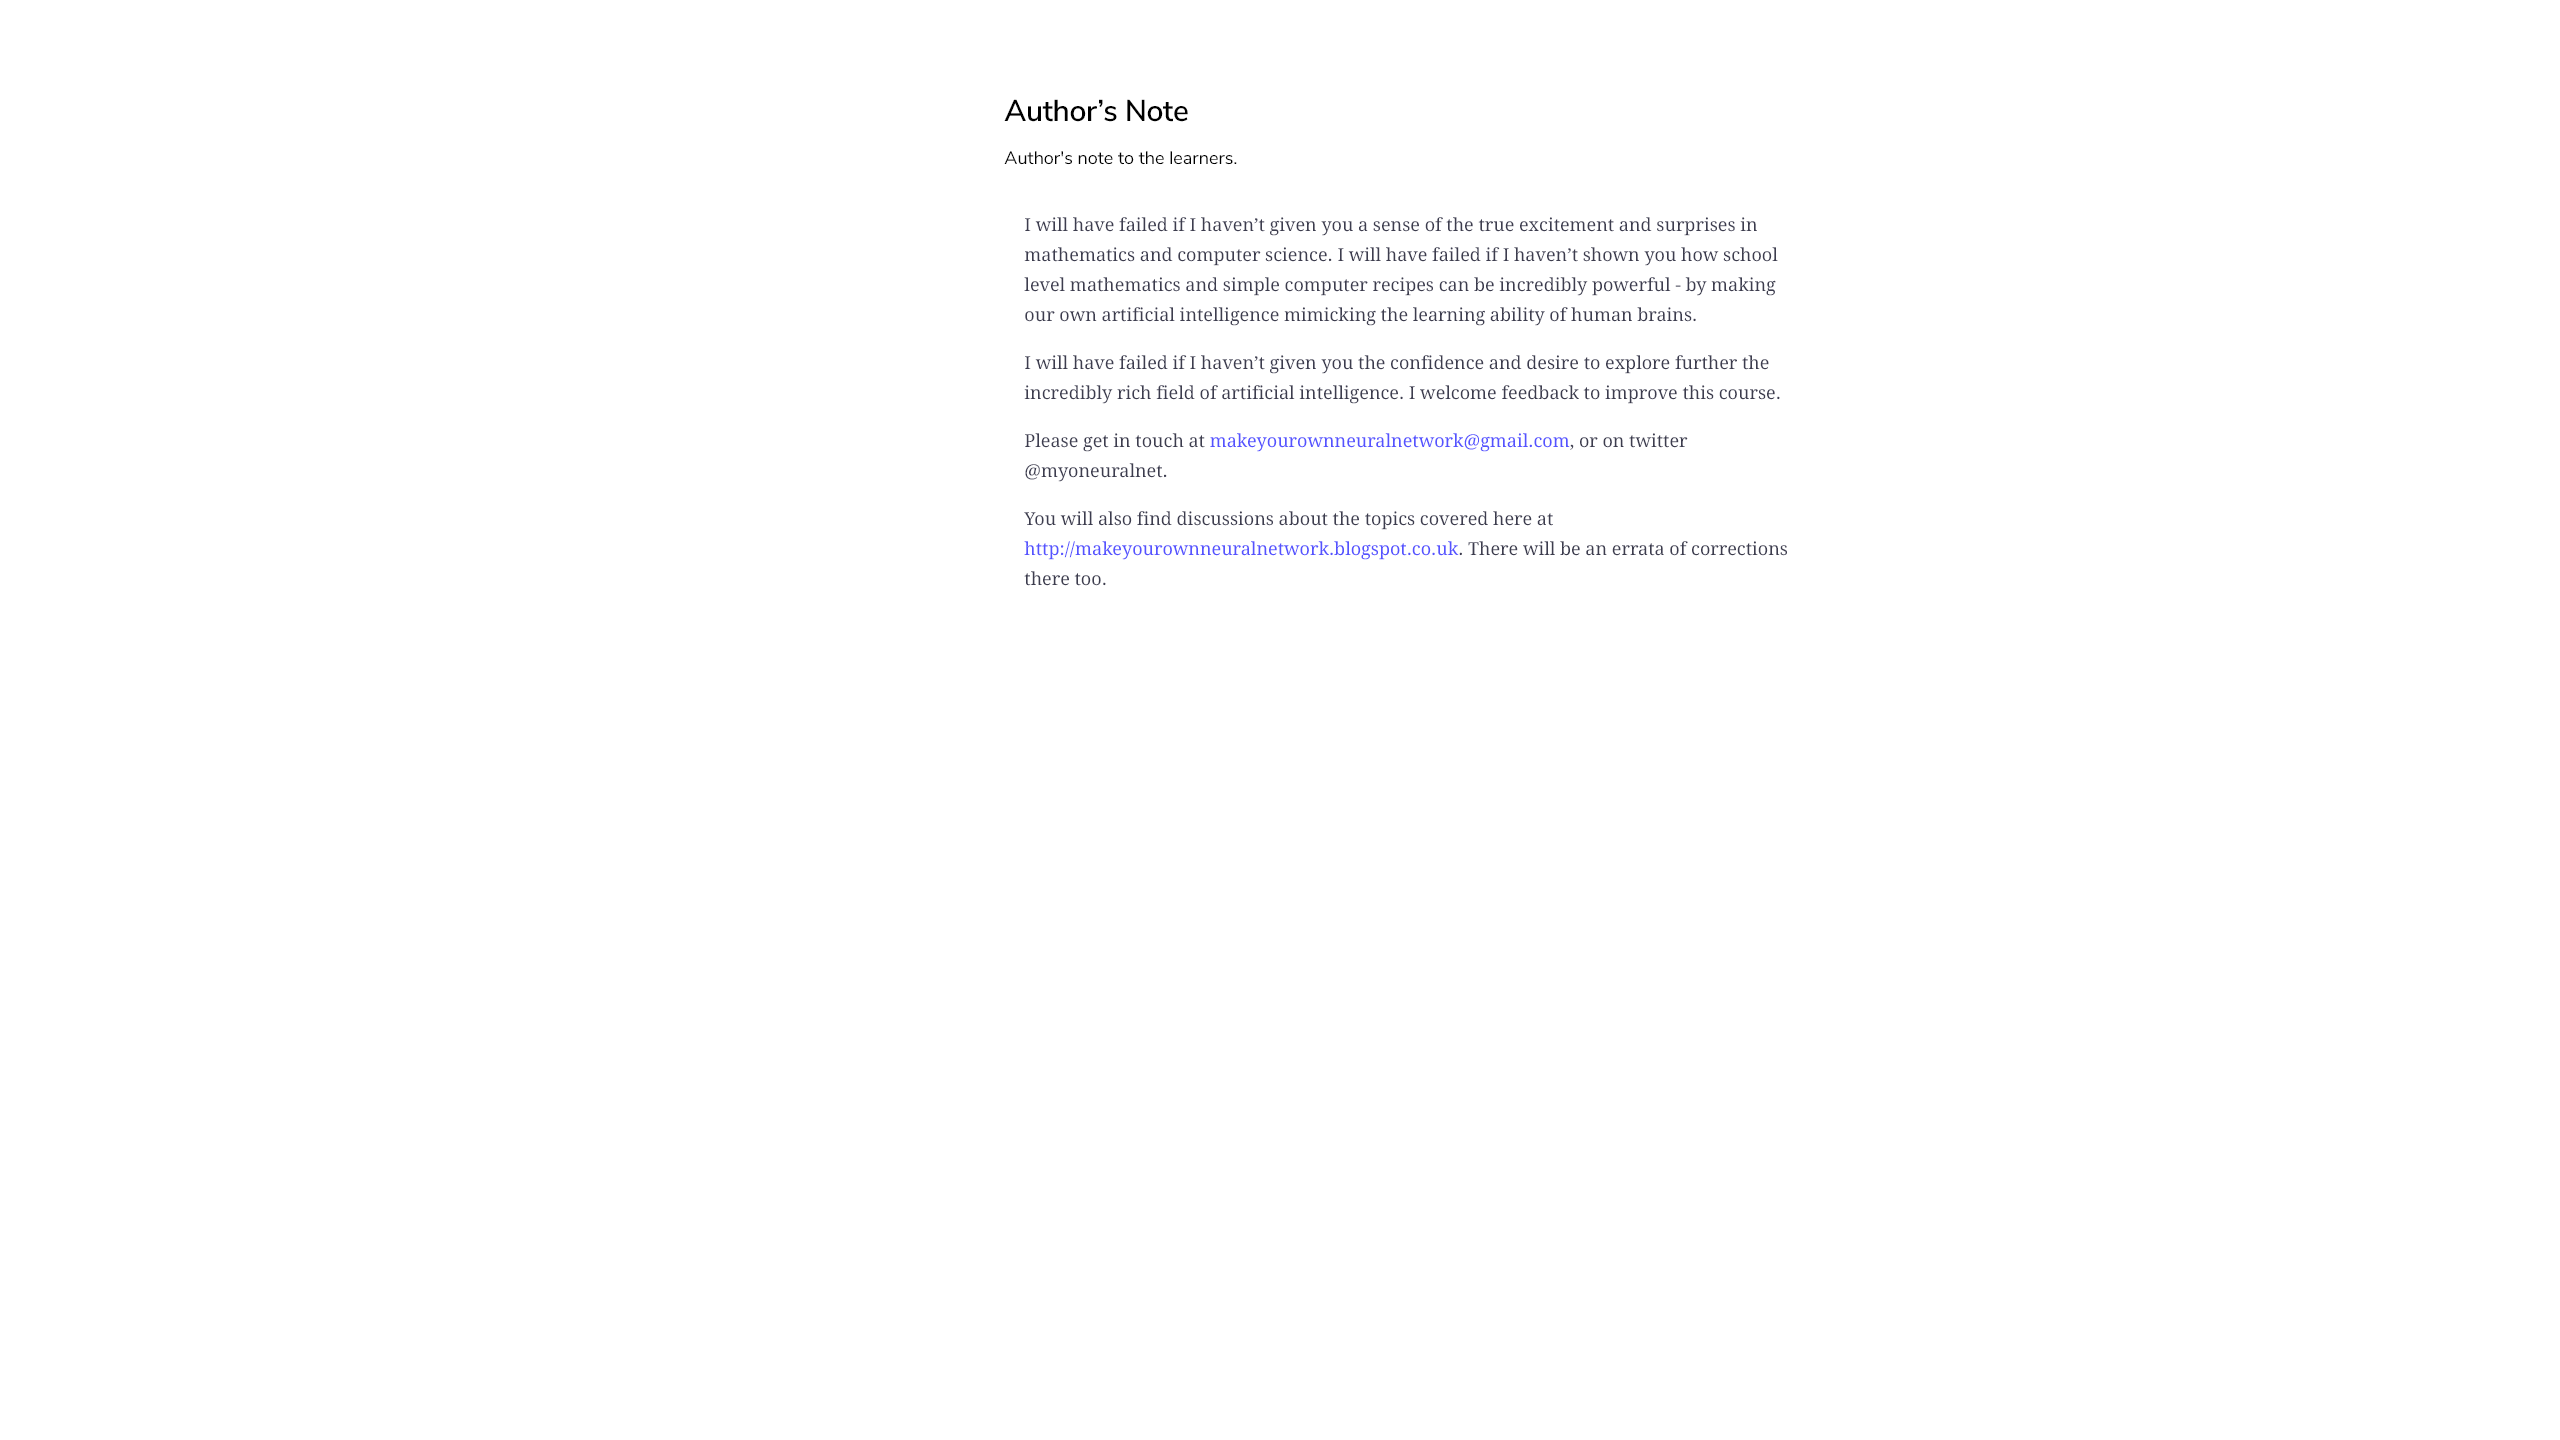 Author’s Note
Author's note to the learners.
I will have failed if I haven’t given you a sense of the true excitement and surprises in
mathematics and computer science. I will have failed if I haven’t shown you how school
level mathematics and simple computer recipes can be incredibly powerful - by making
our own artificial intelligence mimicking the learning ability of human brains.
I will have failed if I haven’t given you the confidence and desire to explore further the
incredibly rich field of artificial intelligence. I welcome feedback to improve this course.
Please get in touch at makeyourownneuralnetwork@gmail.com, or on twitter
@myoneuralnet.
You will also find discussions about the topics covered here at
http://makeyourownneuralnetwork.blogspot.co.uk. There will be an errata of corrections
there too.